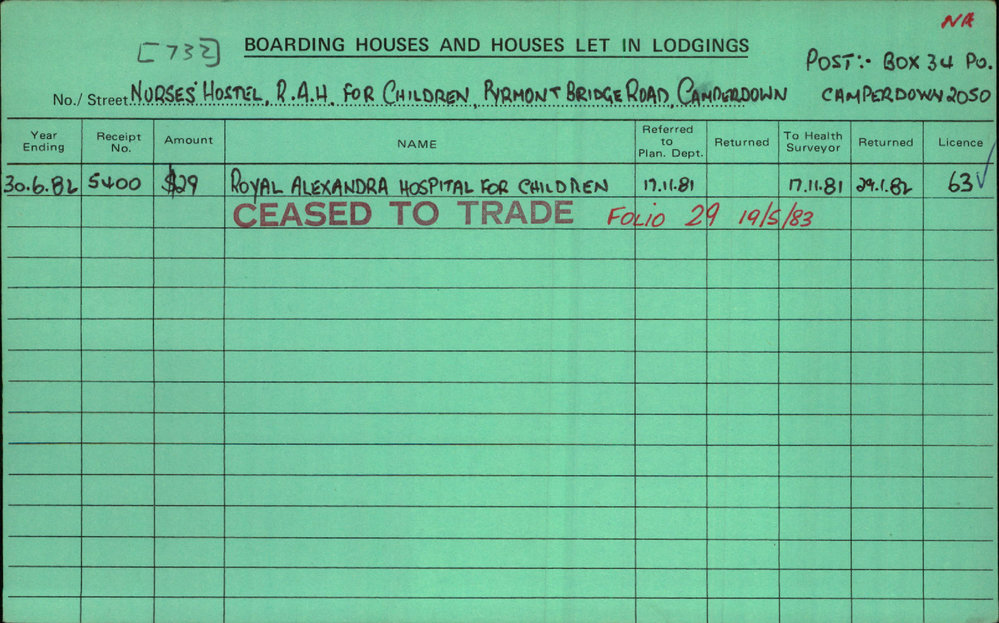 NA
[733] BOARDING HOUSES AND HOUSES LET IN LODGINGS
POST:- BOX 34 PO.
No./ Street NURSES' HOSTEL, R.A.H. FOR CHILDREN, PYRMONT BRIDGE ROAD, CAMPERDOWN CAMPERDOWN 2050
Year Ending Receipt No. Amount NAME Referred to Plan. Dept. Returned To Health Surveyor Returned Licence
30.6.82 5400 $29 ROYAL ALEXANDRA HOSPITAL FOR CHILDREN 17.11.81 17.11.81 29.1.82 63 ✓
CEASED TO TRADE FOLIO 29 19/5/83